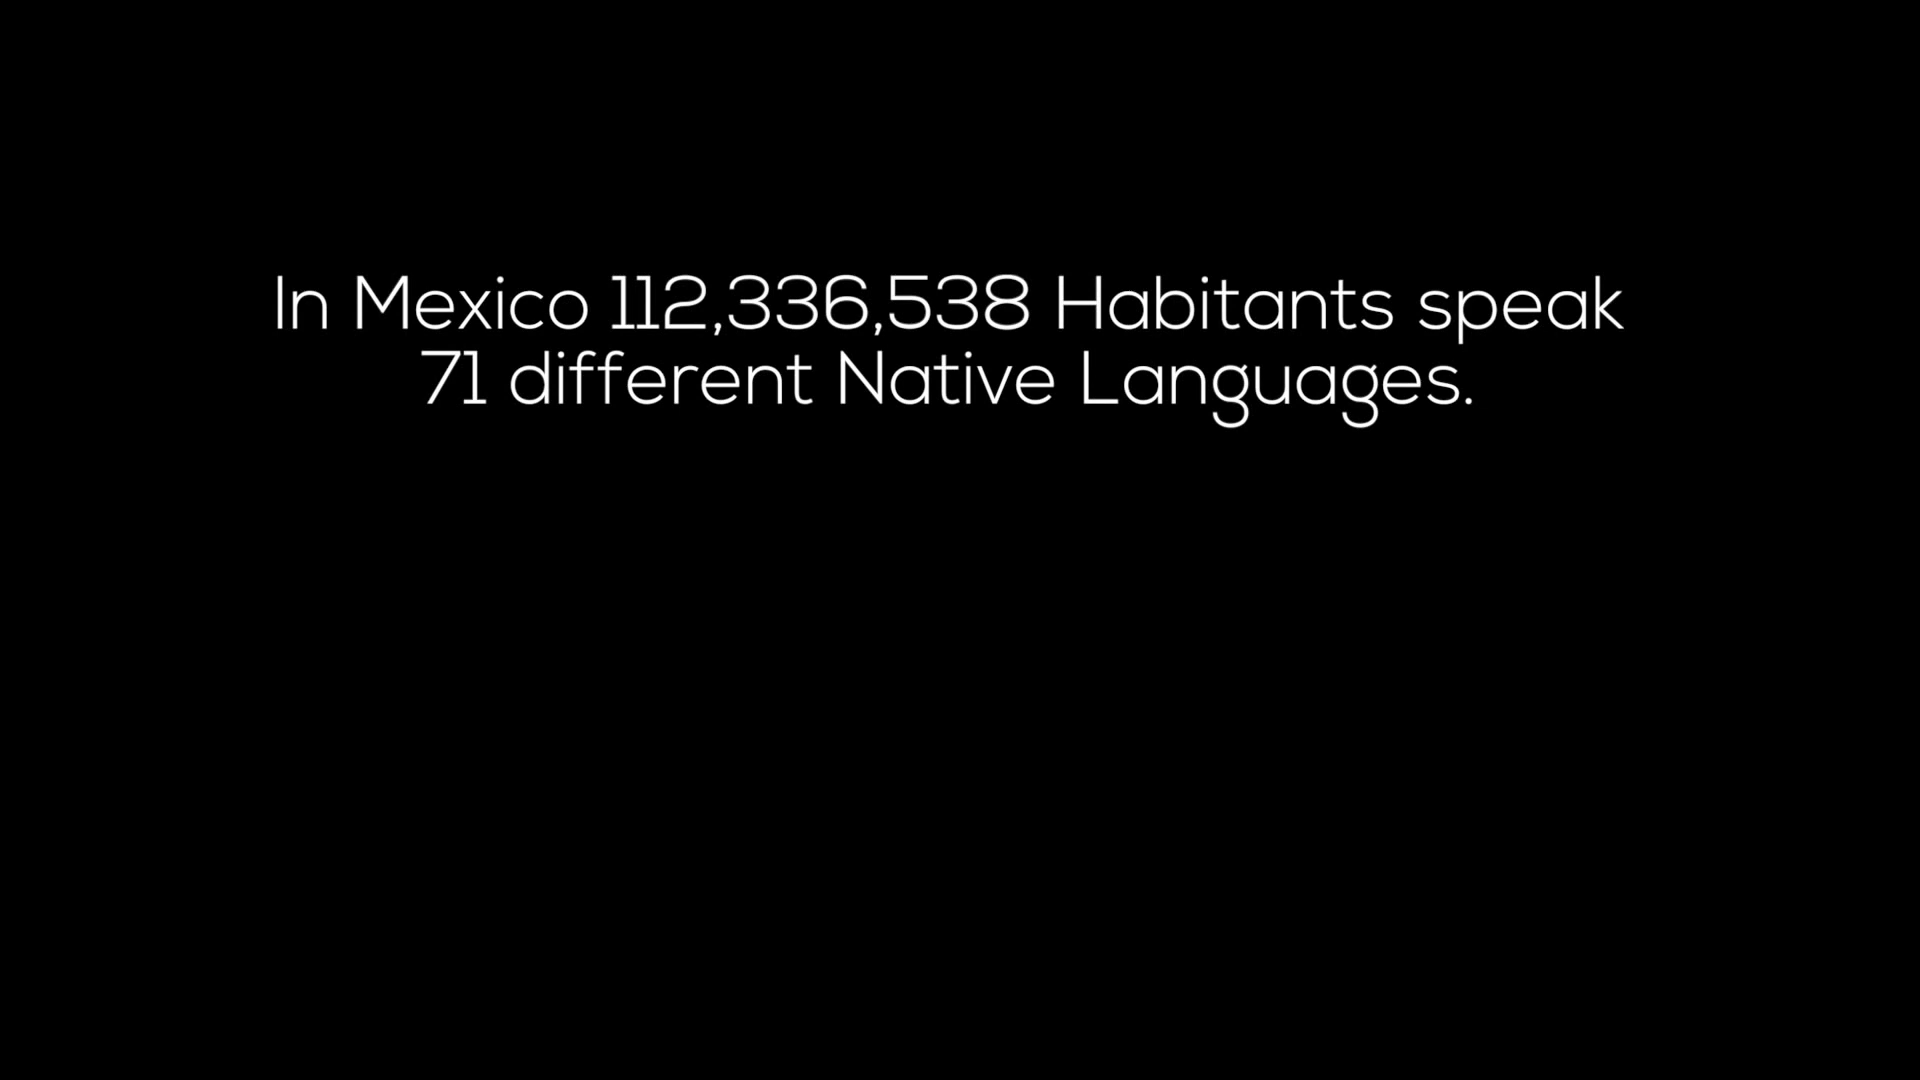 In Mexico 112,336,538 Habitants speak
71 different Native Languages.